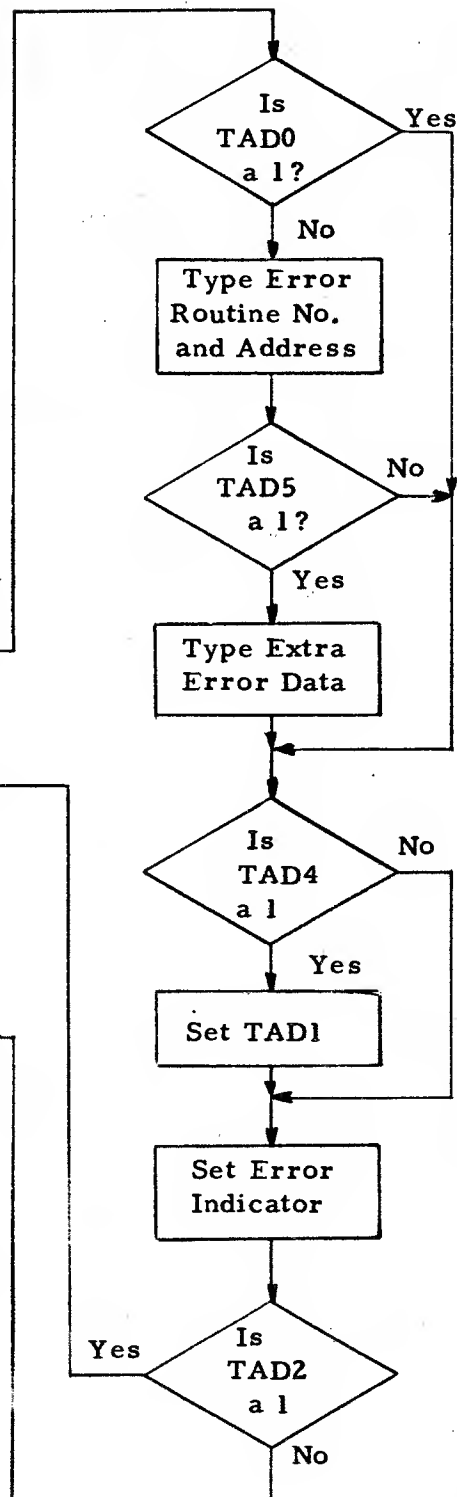 Is
TAD0
a 1?
Yes
No
Type Error
Routine No.
and Address
Is
TAD5
a 1?
No
Yes
Type Extra
Error Data
Is
TAD4
a 1
No
Yes
Set TAD1
Set Error
Indicator
Is
TAD2
a 1
Yes
No